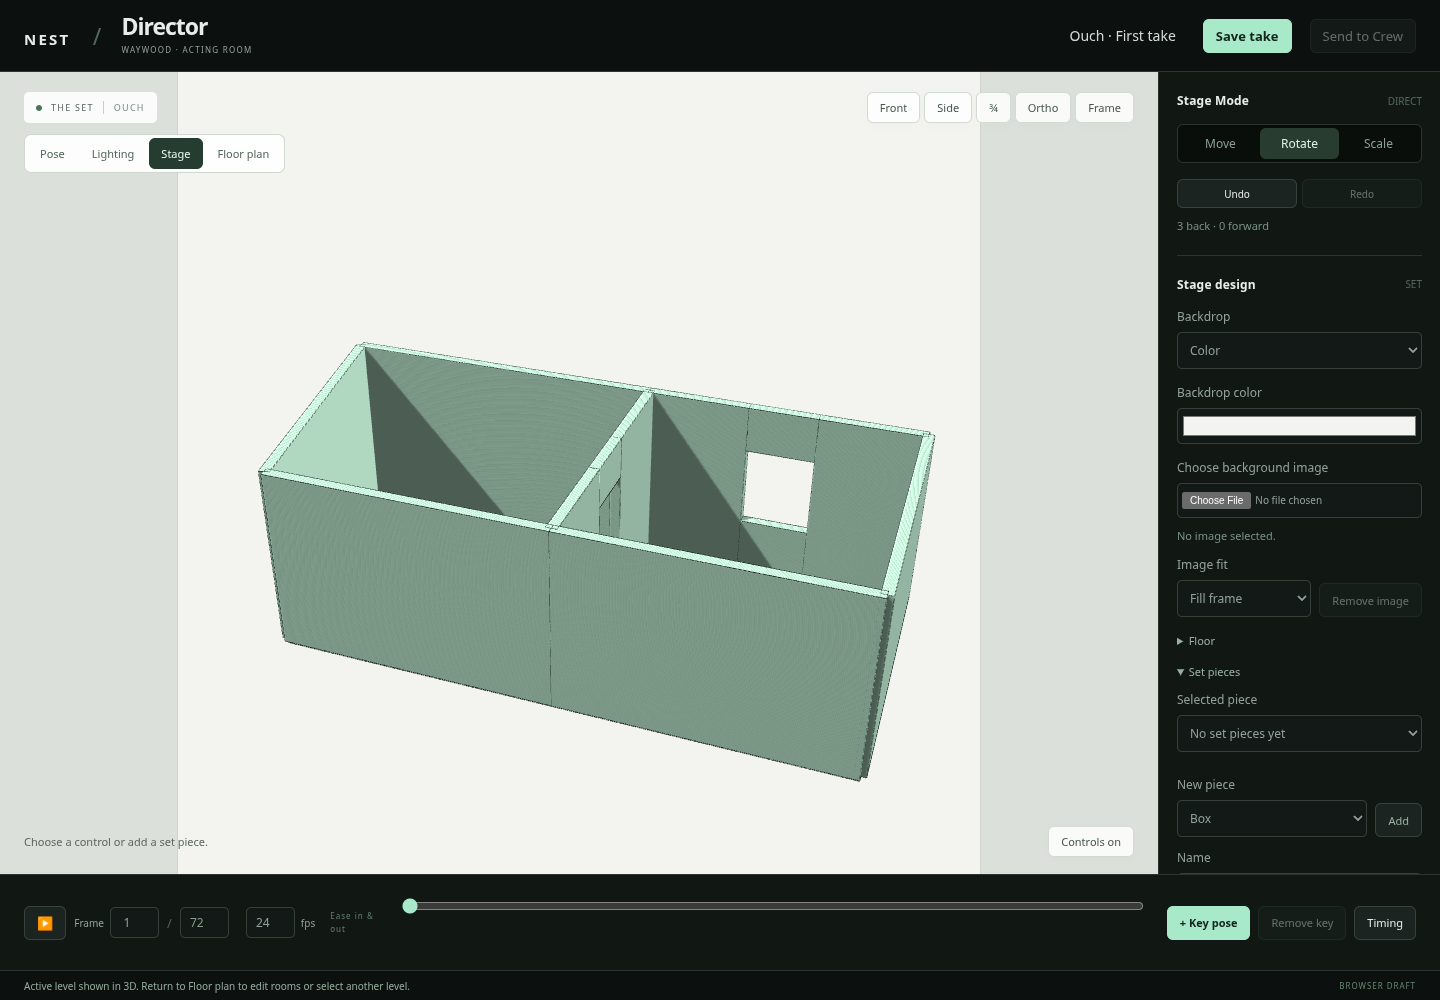 NEST / Director
WAYWOOD · ACTING ROOM
Ouch · First take
Save take
Send to Crew
THE SET | OUCH
Front
Side
¾
Ortho
Frame
Pose
Lighting
Stage
Floor plan
Choose a control or add a set piece.
Controls on
Stage Mode
DIRECT
Move
Rotate
Scale
Undo
Redo
3 back · 0 forward
Stage design
SET
Backdrop
Color
Backdrop color
Choose background image
Choose File No file chosen
No image selected.
Image fit
Fill frame
Remove image
Floor
Set pieces
Selected piece
No set pieces yet
New piece
Box
Add
Name
Frame 1 / 72
24 fps
Ease in &
out
+ Key pose
Remove key
Timing
Active level shown in 3D. Return to Floor plan to edit rooms or select another level.
BROWSER DRAFT